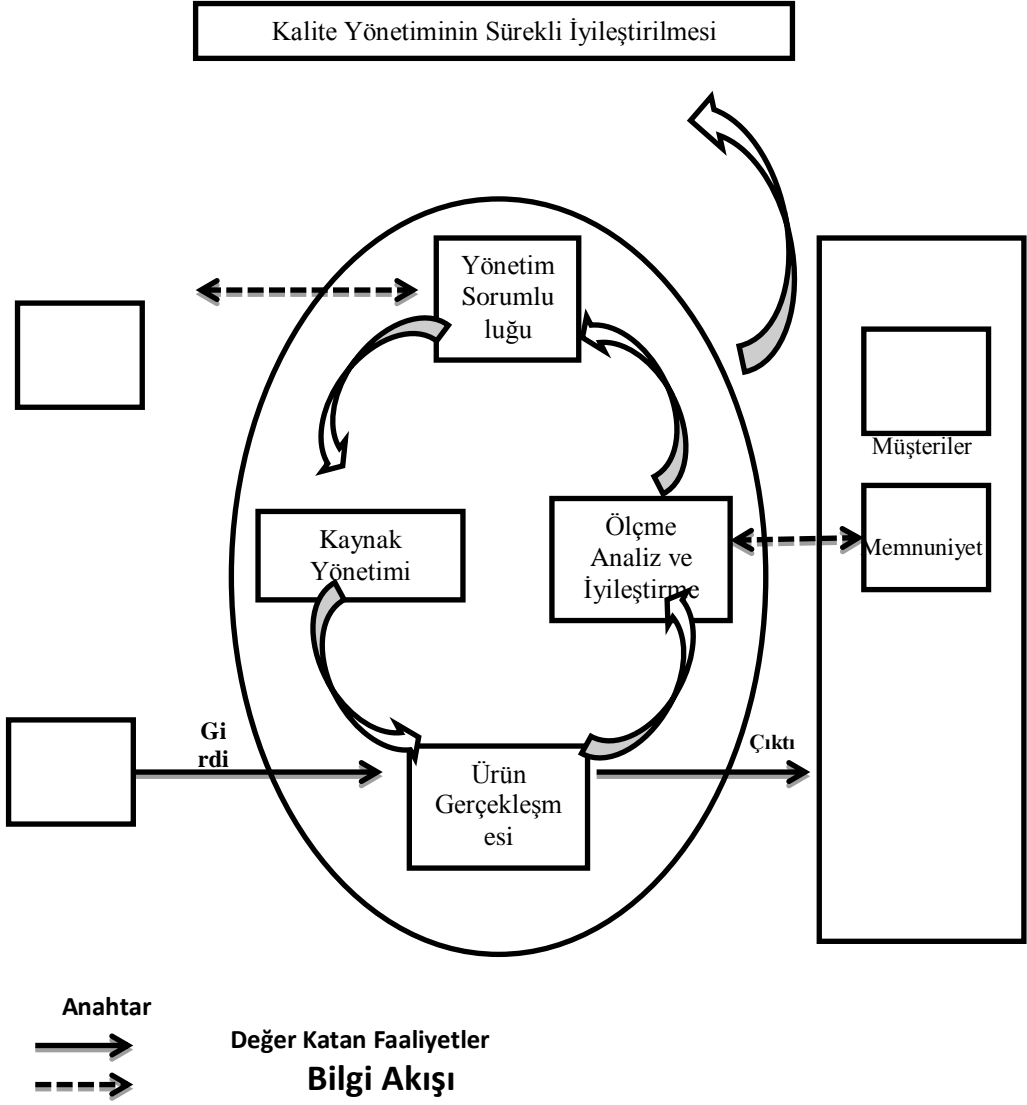 Kalite Yönetiminin Sürekli İyileştirilmesi
Yönetim
Sorumlu
luğu
Müşteriler
Kaynak
Yönetimi
Ölçme
Analiz ve
İyileştirme
Memnuniyet
Gi
rdi
Çıktı
Ürün
Gerçekleşm
esi
Anahtar
Değer Katan Faaliyetler
Bilgi Akışı